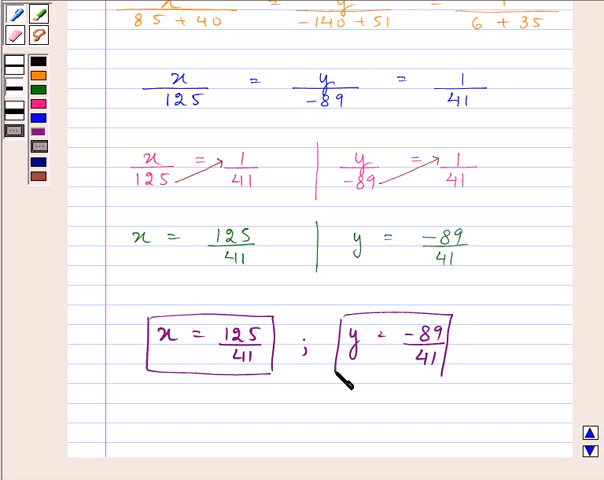 x/85 + 40 = y/-140 + 51 = 1/6 + 35
x/125 = y/-89 = 1/41
x/125 = 1/41 | y/-89 = 1/41
x = 125/41 | y = -89/41
x = 125/41 ; y = -89/41